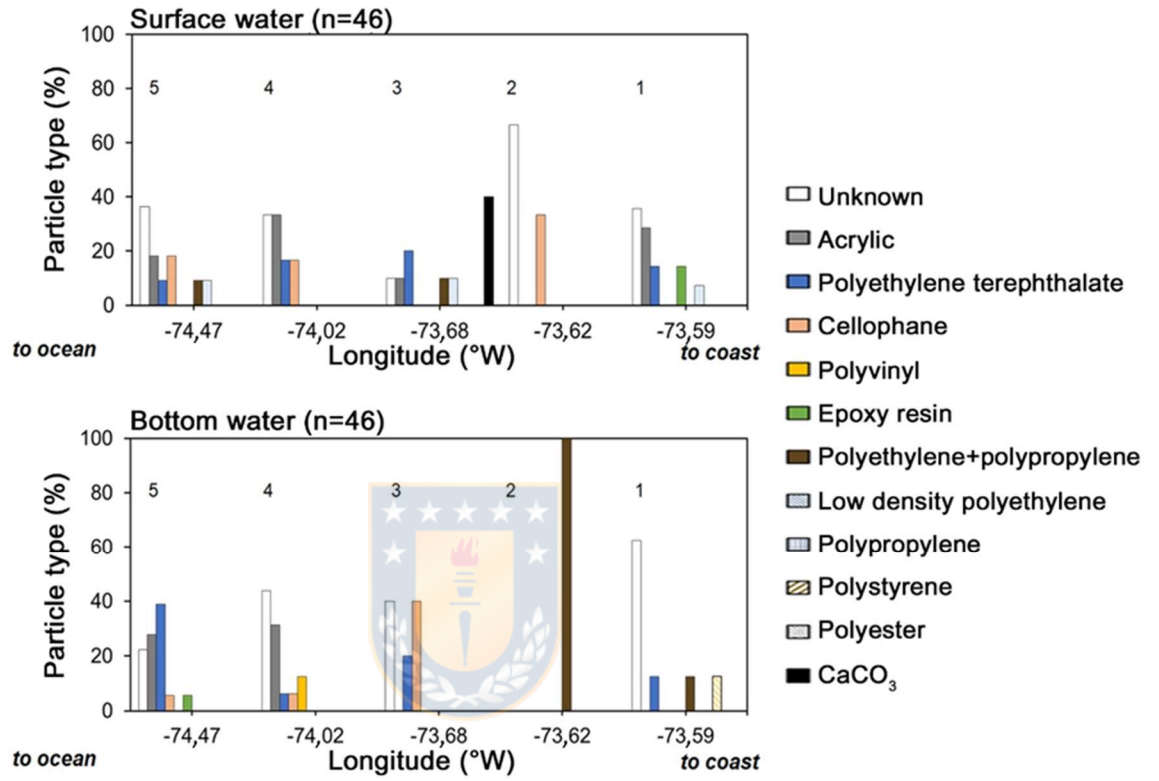 Surface water (n=46)
Particle type (%)
100
80
60
40
20
0
5 4 3 2 1
-74,47 -74,02 -73,68 -73,62 -73,59
to ocean
Longitude (°W)
to coast
Bottom water (n=46)
Particle type (%)
100
80
60
40
20
0
5 4 3 2 1
-74,47 -74,02 -73,68 -73,62 -73,59
to ocean
Longitude (°W)
to coast
Unknown
Acrylic
Polyethylene terephthalate
Cellophane
Polyvinyl
Epoxy resin
Polyethylene+polypropylene
Low density polyethylene
Polypropylene
Polystyrene
Polyester
CaCO₃